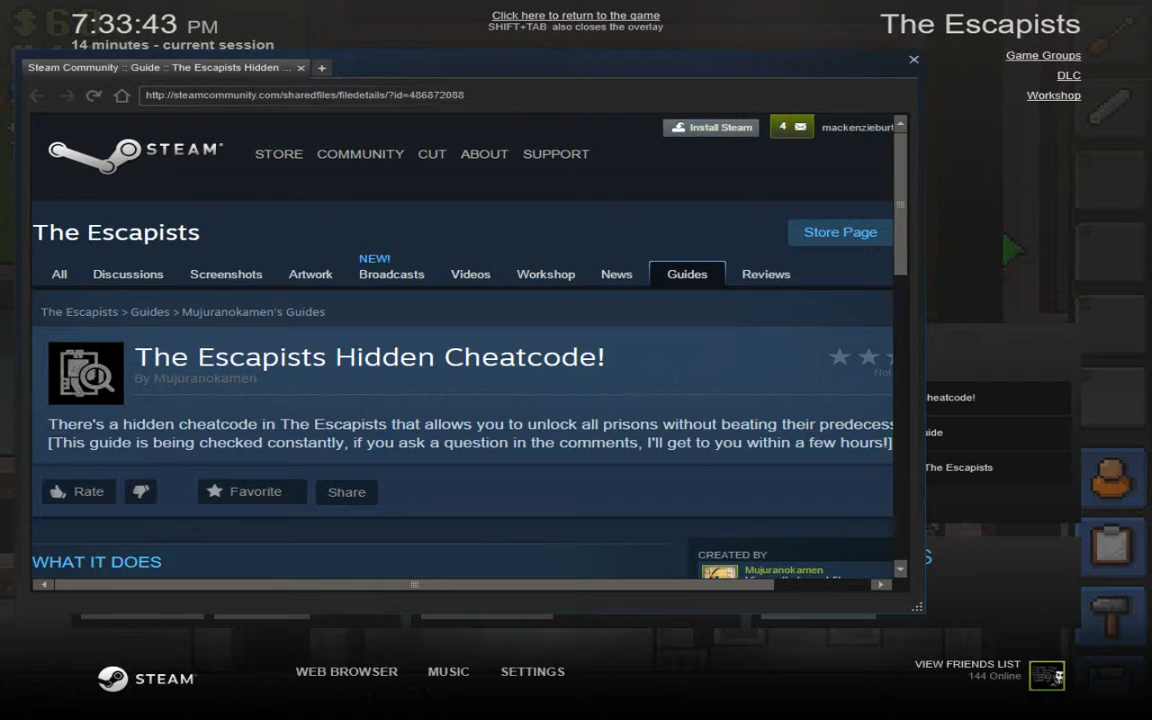 7:33:43 PM
14 minutes - current session
Click here to return to the game
SHIFT+TAB also closes the overlay
The Escapists
Game Groups
DLC
Workshop
Steam Community :: Guide :: The Escapists Hidden ... × +
http://steamcommunity.com/sharedfiles/filedetails/?id=486872088
Install Steam
4
mackenziebur
STEAM
STORE COMMUNITY CUT ABOUT SUPPORT
The Escapists
Store Page
NEW!
All Discussions Screenshots Artwork Broadcasts Videos Workshop News Guides Reviews
The Escapists > Guides > Mujuranokamen's Guides
The Escapists Hidden Cheatcode!
By Mujuranokamen
Not
There's a hidden cheatcode in The Escapists that allows you to unlock all prisons without beating their predecess
[This guide is being checked constantly, if you ask a question in the comments, I'll get to you within a few hours!]
Rate Favorite Share
WHAT IT DOES
CREATED BY
Mujuranokamen
heatcode!
uide
The Escapists
S
STEAM
WEB BROWSER MUSIC SETTINGS
VIEW FRIENDS LIST
144 Online